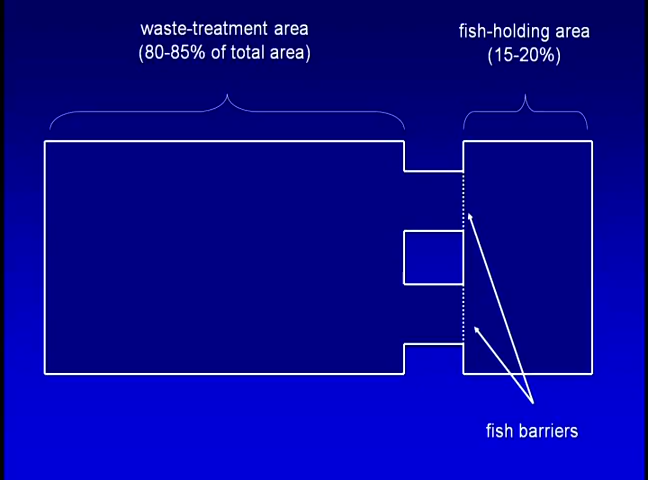 waste-treatment area
(80-85% of total area)
fish-holding area
(15-20%)
fish barriers